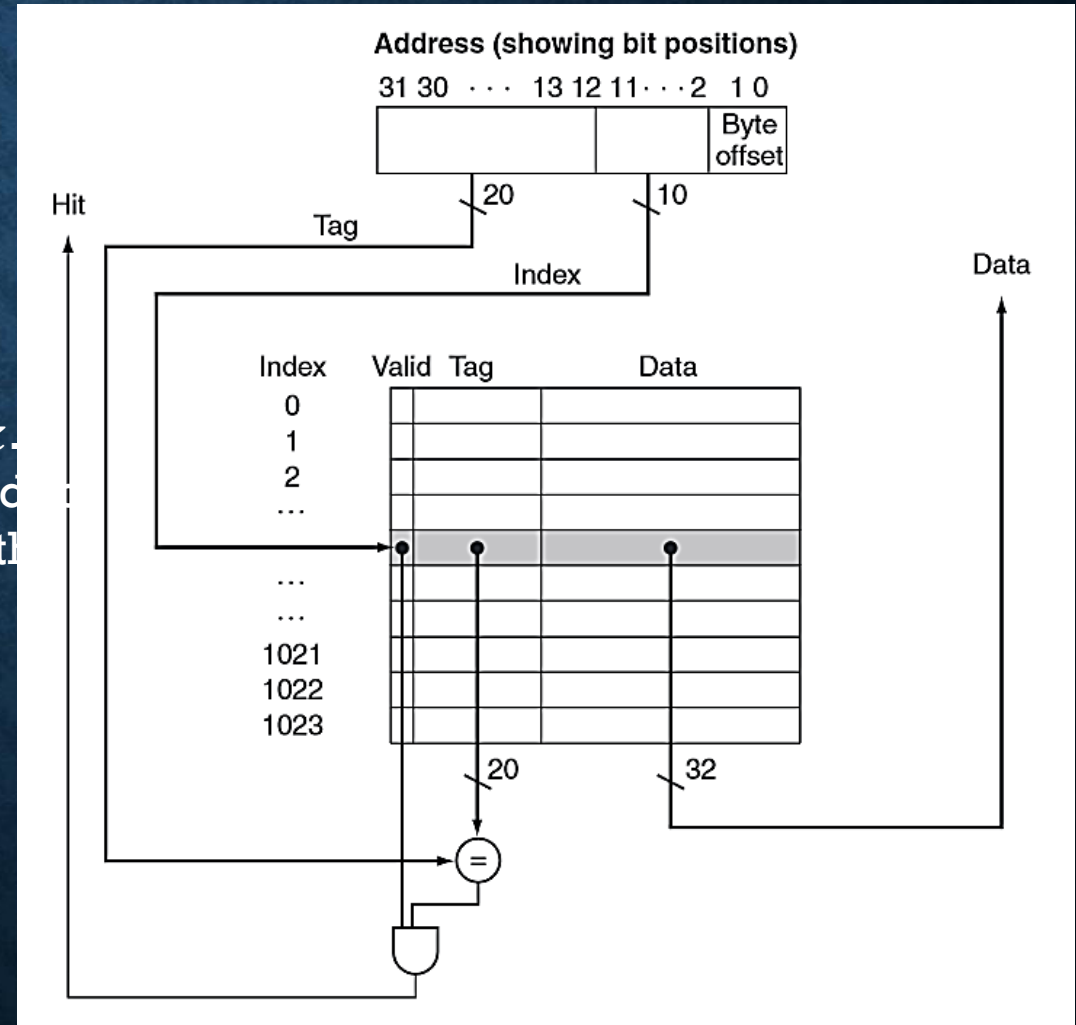 Address (showing bit positions)
31 30 · · · 13 12 11 · · · 2 1 0
Byte
offset
20
10
Hit
Tag
Index
Data
Index Valid Tag Data
0
1
2
...
...
...
1021
1022
1023
20
32
=